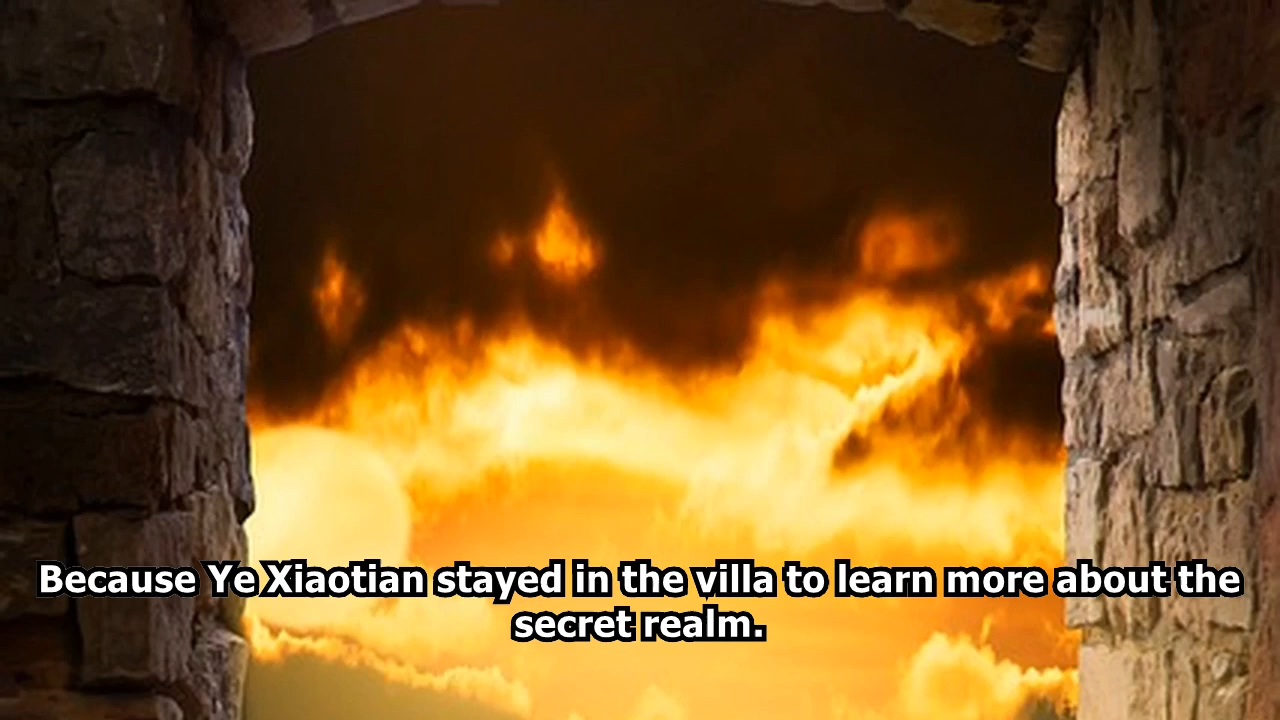 Because Ye Xiaotian stayed in the villa to learn more about the
secret realm.